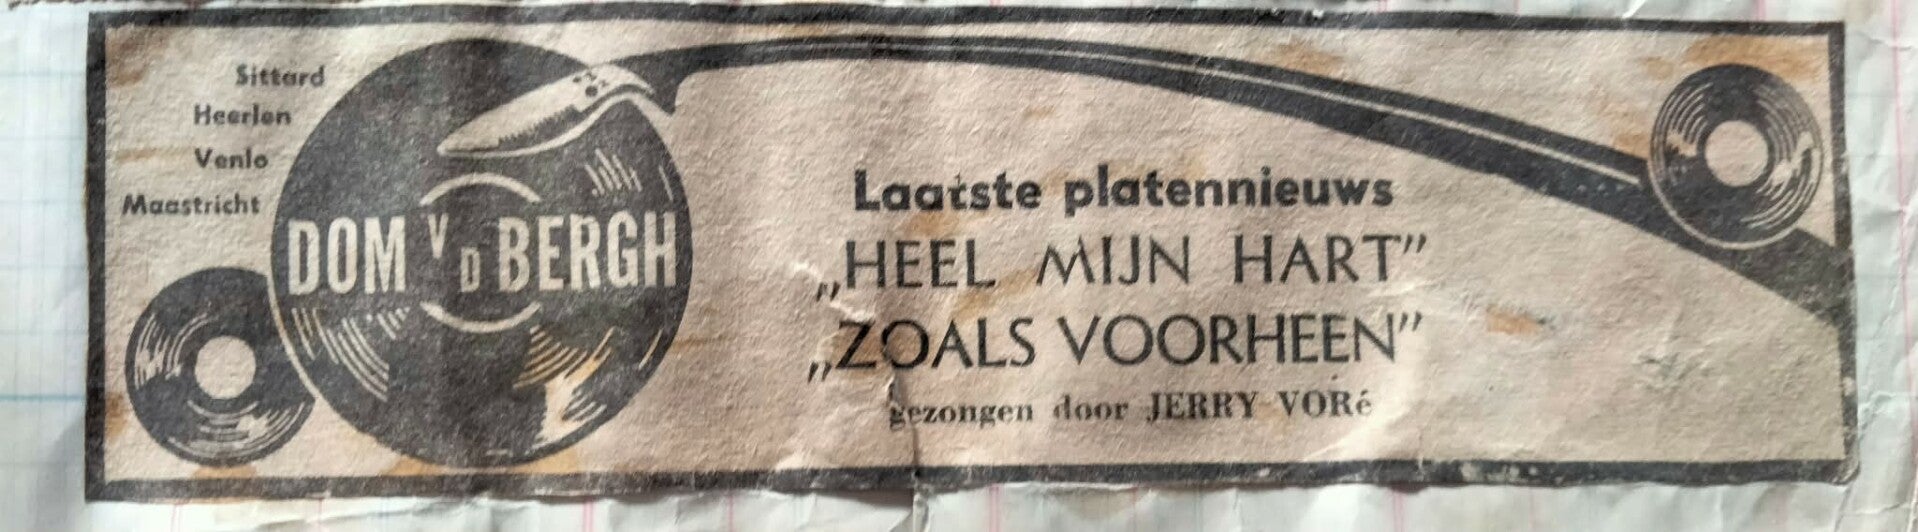 Sittard
Heerlen
Venlo
Maastricht
DOM V D BERGH
Laatste platennieuws
„HEEL MIJN HART”
„ZOALS VOORHEEN”
gezongen door JERRY VORé